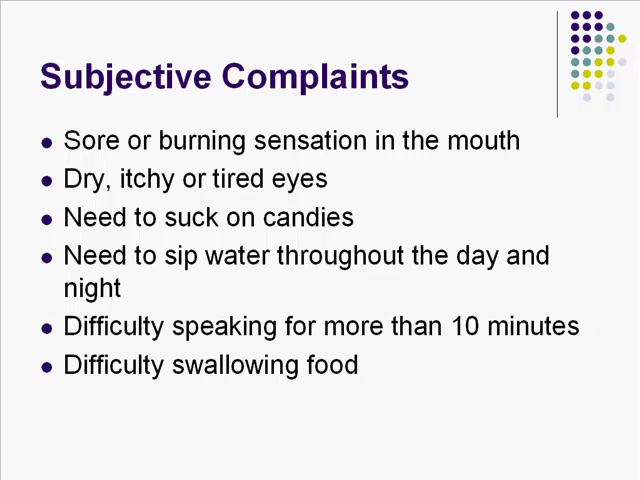 Subjective Complaints
Sore or burning sensation in the mouth
Dry, itchy or tired eyes
Need to suck on candies
Need to sip water throughout the day and
night
Difficulty speaking for more than 10 minutes
Difficulty swallowing food